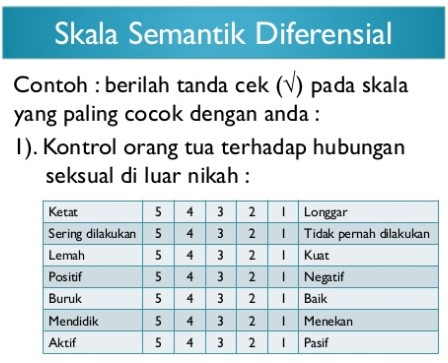 Skala Semantik Diferensial
Contoh : berilah tanda cek (√) pada skala
yang paling cocok dengan anda :
1). Kontrol orang tua terhadap hubungan
seksual di luar nikah :
Ketat 5 4 3 2 1 Longgar
Sering dilakukan 5 4 3 2 1 Tidak pernah dilakukan
Lemah 5 4 3 2 1 Kuat
Positif 5 4 3 2 1 Negatif
Buruk 5 4 3 2 1 Baik
Mendidik 5 4 3 2 1 Menekan
Aktif 5 4 3 2 1 Pasif